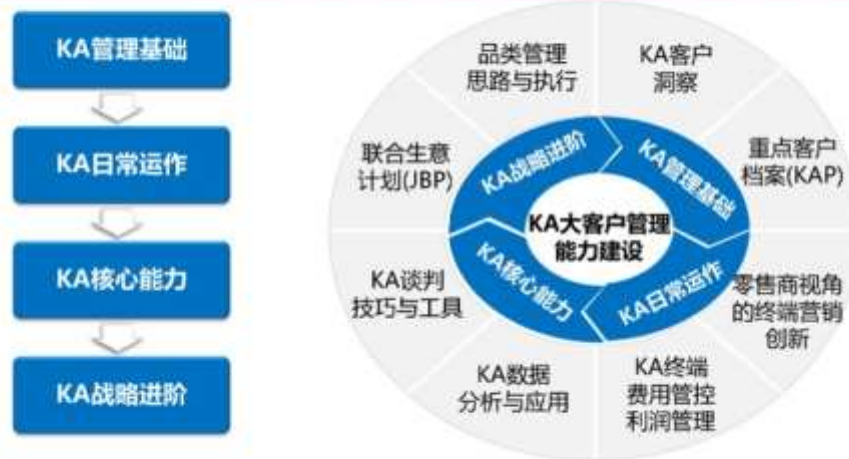 KA管理基础
KA日常运作
KA核心能力
KA战略进阶
品类管理
思路与执行
KA客户
洞察
联合生意
计划(JBP)
重点客户
档案(KAP)
KA战略进阶
KA管理基础
KA大客户管理
能力建设
KA核心能力
KA日常运作
KA谈判
技巧与工具
零售商视角
的终端营销
创新
KA数据
分析与应用
KA终端
费用管控
利润管理